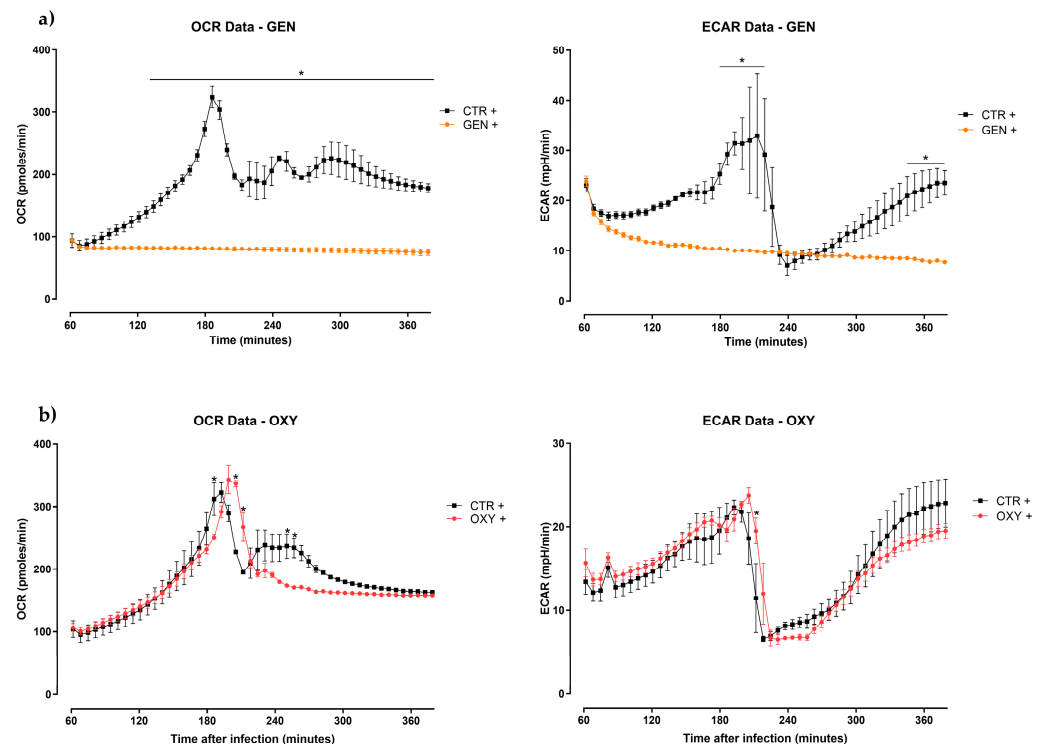 a)
OCR Data - GEN
400
300
200
100
0
OCR (pmoles/min)
*
CTR +
GEN +
60 120 180 240 300 360
Time (minutes)
ECAR Data - GEN
50
40
30
20
10
0
ECAR (mpH/min)
*
*
CTR +
GEN +
60 120 180 240 300 360
Time (minutes)
b)
OCR Data - OXY
400
300
200
100
0
OCR (pmoles/min)
* *
*
* *
CTR +
OXY +
60 120 180 240 300 360
Time after infection (minutes)
ECAR Data - OXY
30
20
10
0
ECAR (mpH/min)
*
CTR +
OXY +
60 120 180 240 300 360
Time after infection (minutes)